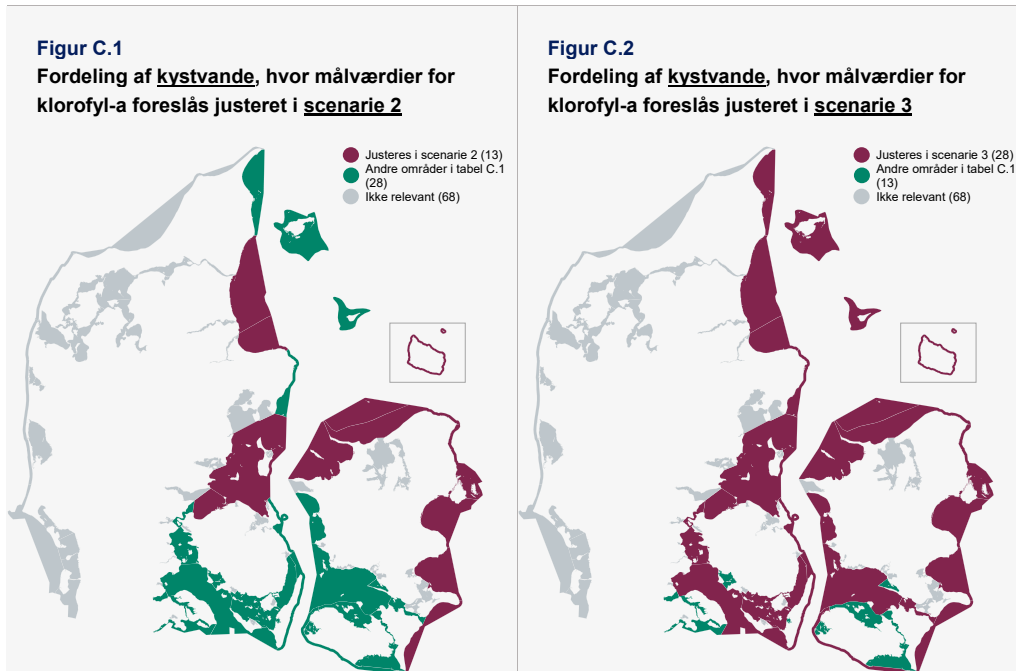 Figur C.1
Fordeling af kystvande, hvor målværdier for
klorofyl-a foreslås justeret i scenarie 2
Justeres i scenarie 2 (13)
Andre områder i tabel C.1
(28)
Ikke relevant (68)
Figur C.2
Fordeling af kystvande, hvor målværdier for
klorofyl-a foreslås justeret i scenarie 3
Justeres i scenarie 3 (28)
Andre områder i tabel C.1
(13)
Ikke relevant (68)